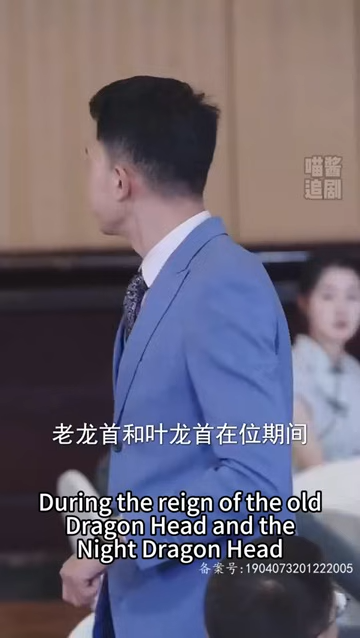 喵酱
追剧
老龙首和叶龙首在位期间
During the reign of the old
Dragon Head and the
Night Dragon Head
备案号:1904073201222005